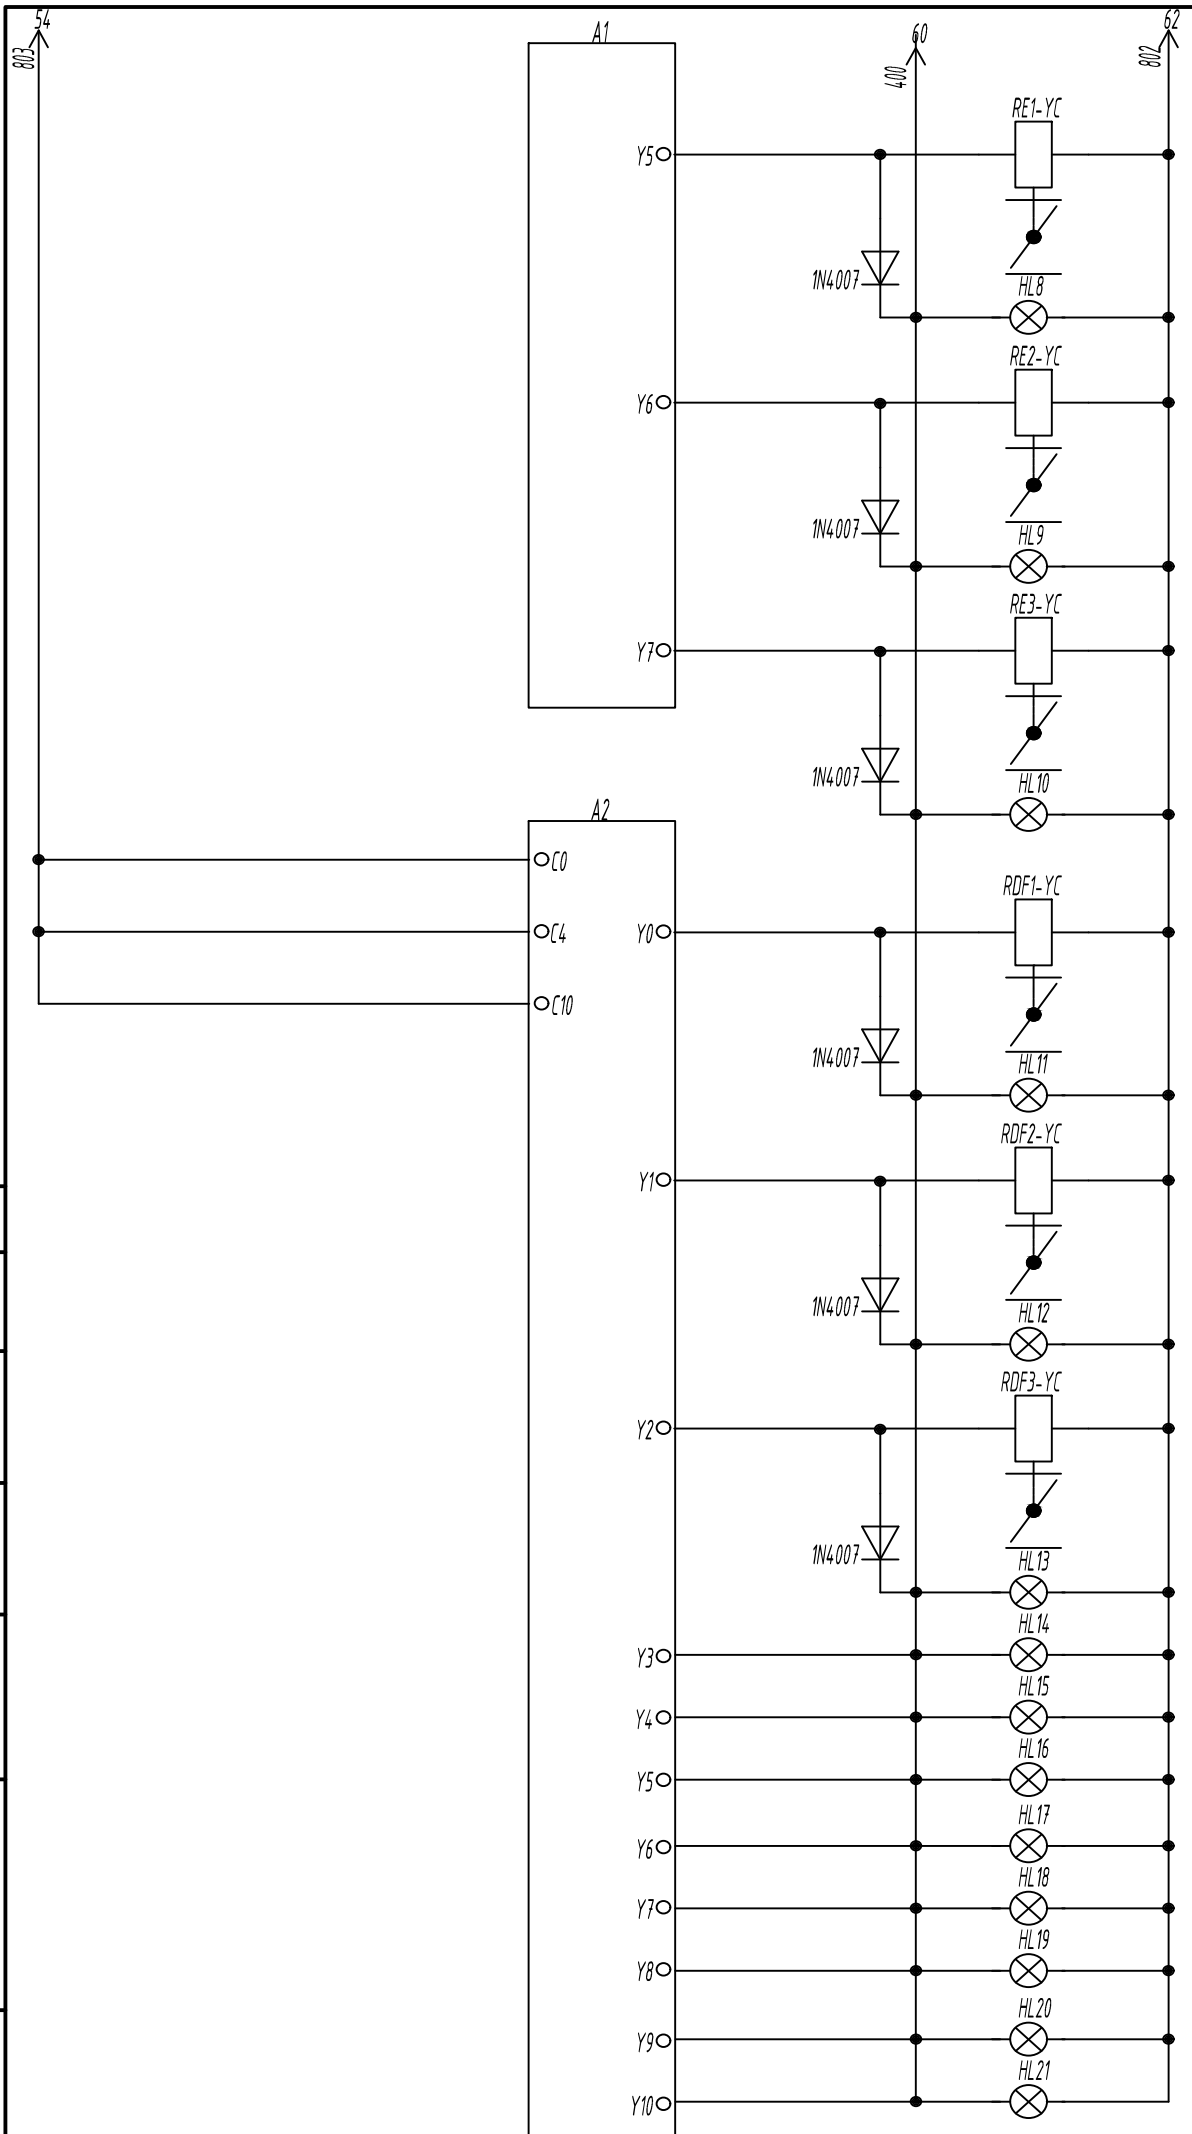 54
803
A1
60
400
62
802
RE1-YC
Y5
1N4007
HL8
RE2-YC
Y6
1N4007
HL9
RE3-YC
Y7
1N4007
HL10
A2
C0
RDF1-YC
C4
Y0
C10
1N4007
HL11
RDF2-YC
Y1
1N4007
HL12
RDF3-YC
Y2
1N4007
HL13
HL14
Y3
HL15
Y4
HL16
Y5
HL17
Y6
HL18
Y7
HL19
Y8
HL20
Y9
HL21
Y10